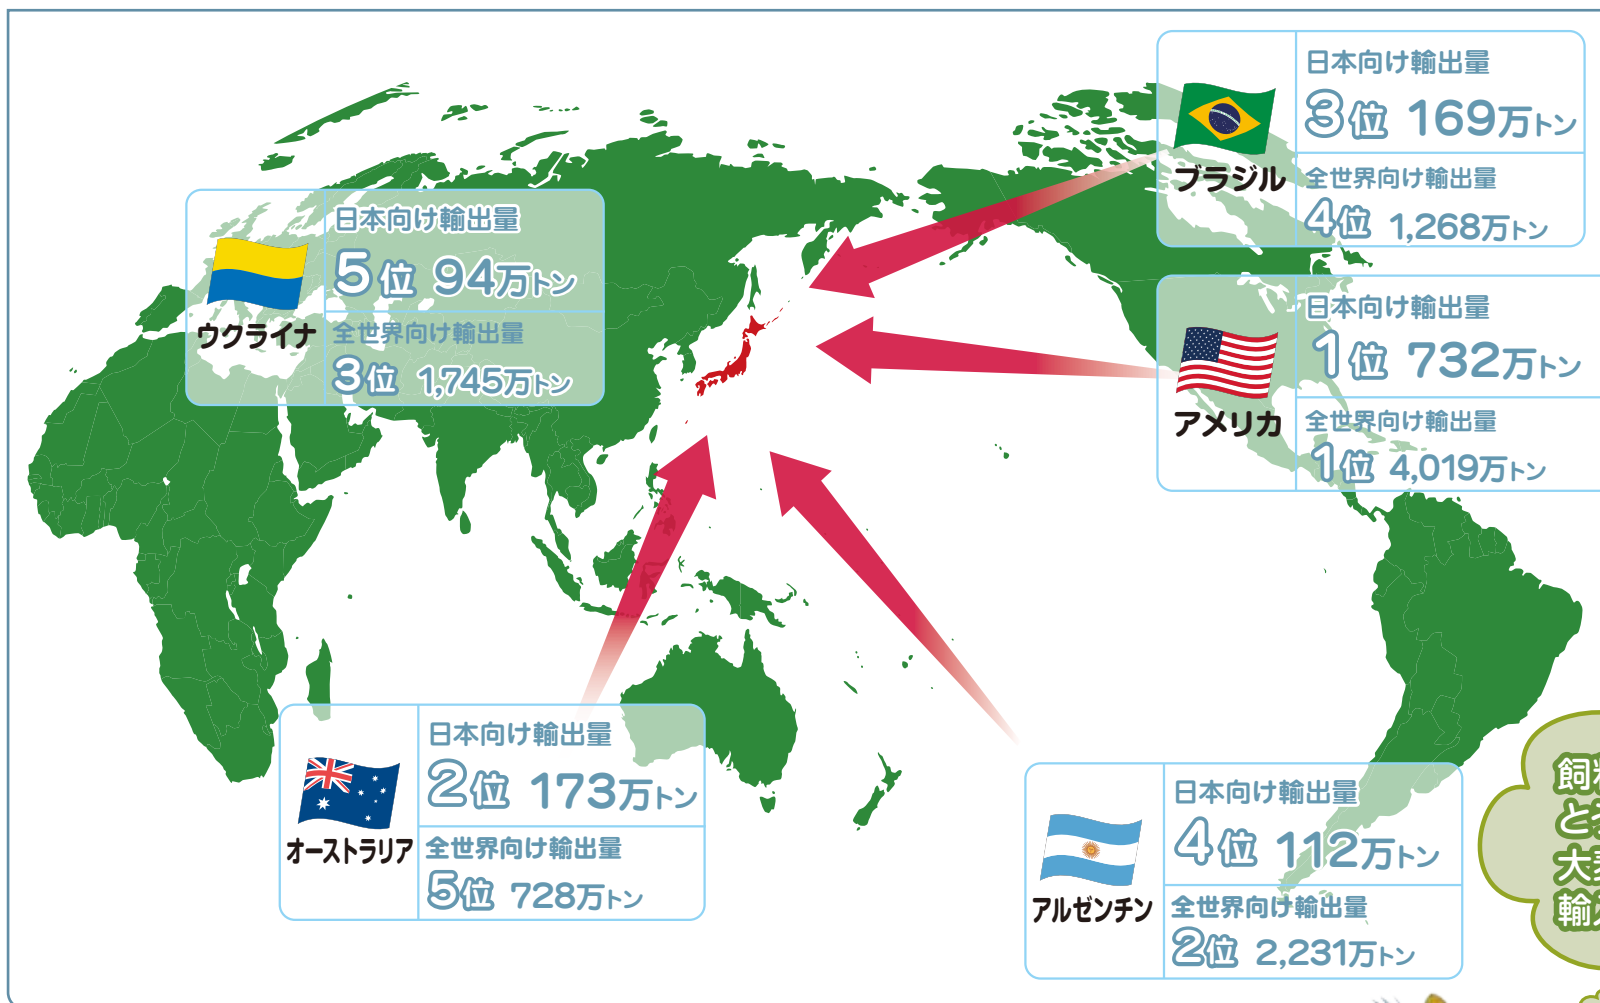 日本向け輸出量
3位 169万トン
ブラジル
全世界向け輸出量
4位 1,268万トン
日本向け輸出量
5位 94万トン
ウクライナ
全世界向け輸出量
3位 1,745万トン
日本向け輸出量
1位 732万トン
アメリカ
全世界向け輸出量
1位 4,019万トン
日本向け輸出量
2位 173万トン
オーストラリア
全世界向け輸出量
5位 728万トン
日本向け輸出量
4位 112万トン
アルゼンチン
全世界向け輸出量
2位 2,231万トン
飼料
と
大麦
輸入